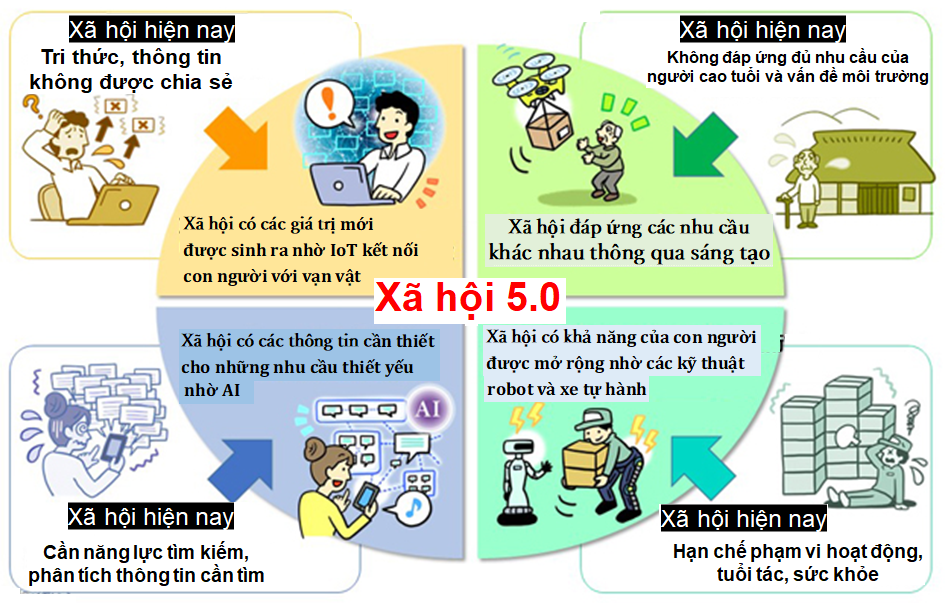 Xã hội hiện nay
Tri thức, thông tin
không được chia sẻ
Xã hội hiện nay
Không đáp ứng đủ nhu cầu của
người cao tuổi và vấn đề môi trường
Xã hội có các giá trị mới
được sinh ra nhờ IoT kết nối
con người với vạn vật
Xã hội đáp ứng các nhu cầu
khác nhau thông qua sáng tạo
Xã hội 5.0
Xã hội có các thông tin cần thiết
cho những nhu cầu thiết yếu
nhờ AI
Xã hội có khả năng của con người
được mở rộng nhờ các kỹ thuật
robot và xe tự hành
AI
Xã hội hiện nay
Cần năng lực tìm kiếm,
phân tích thông tin cần tìm
Xã hội hiện nay
Hạn chế phạm vi hoạt động,
tuổi tác, sức khỏe